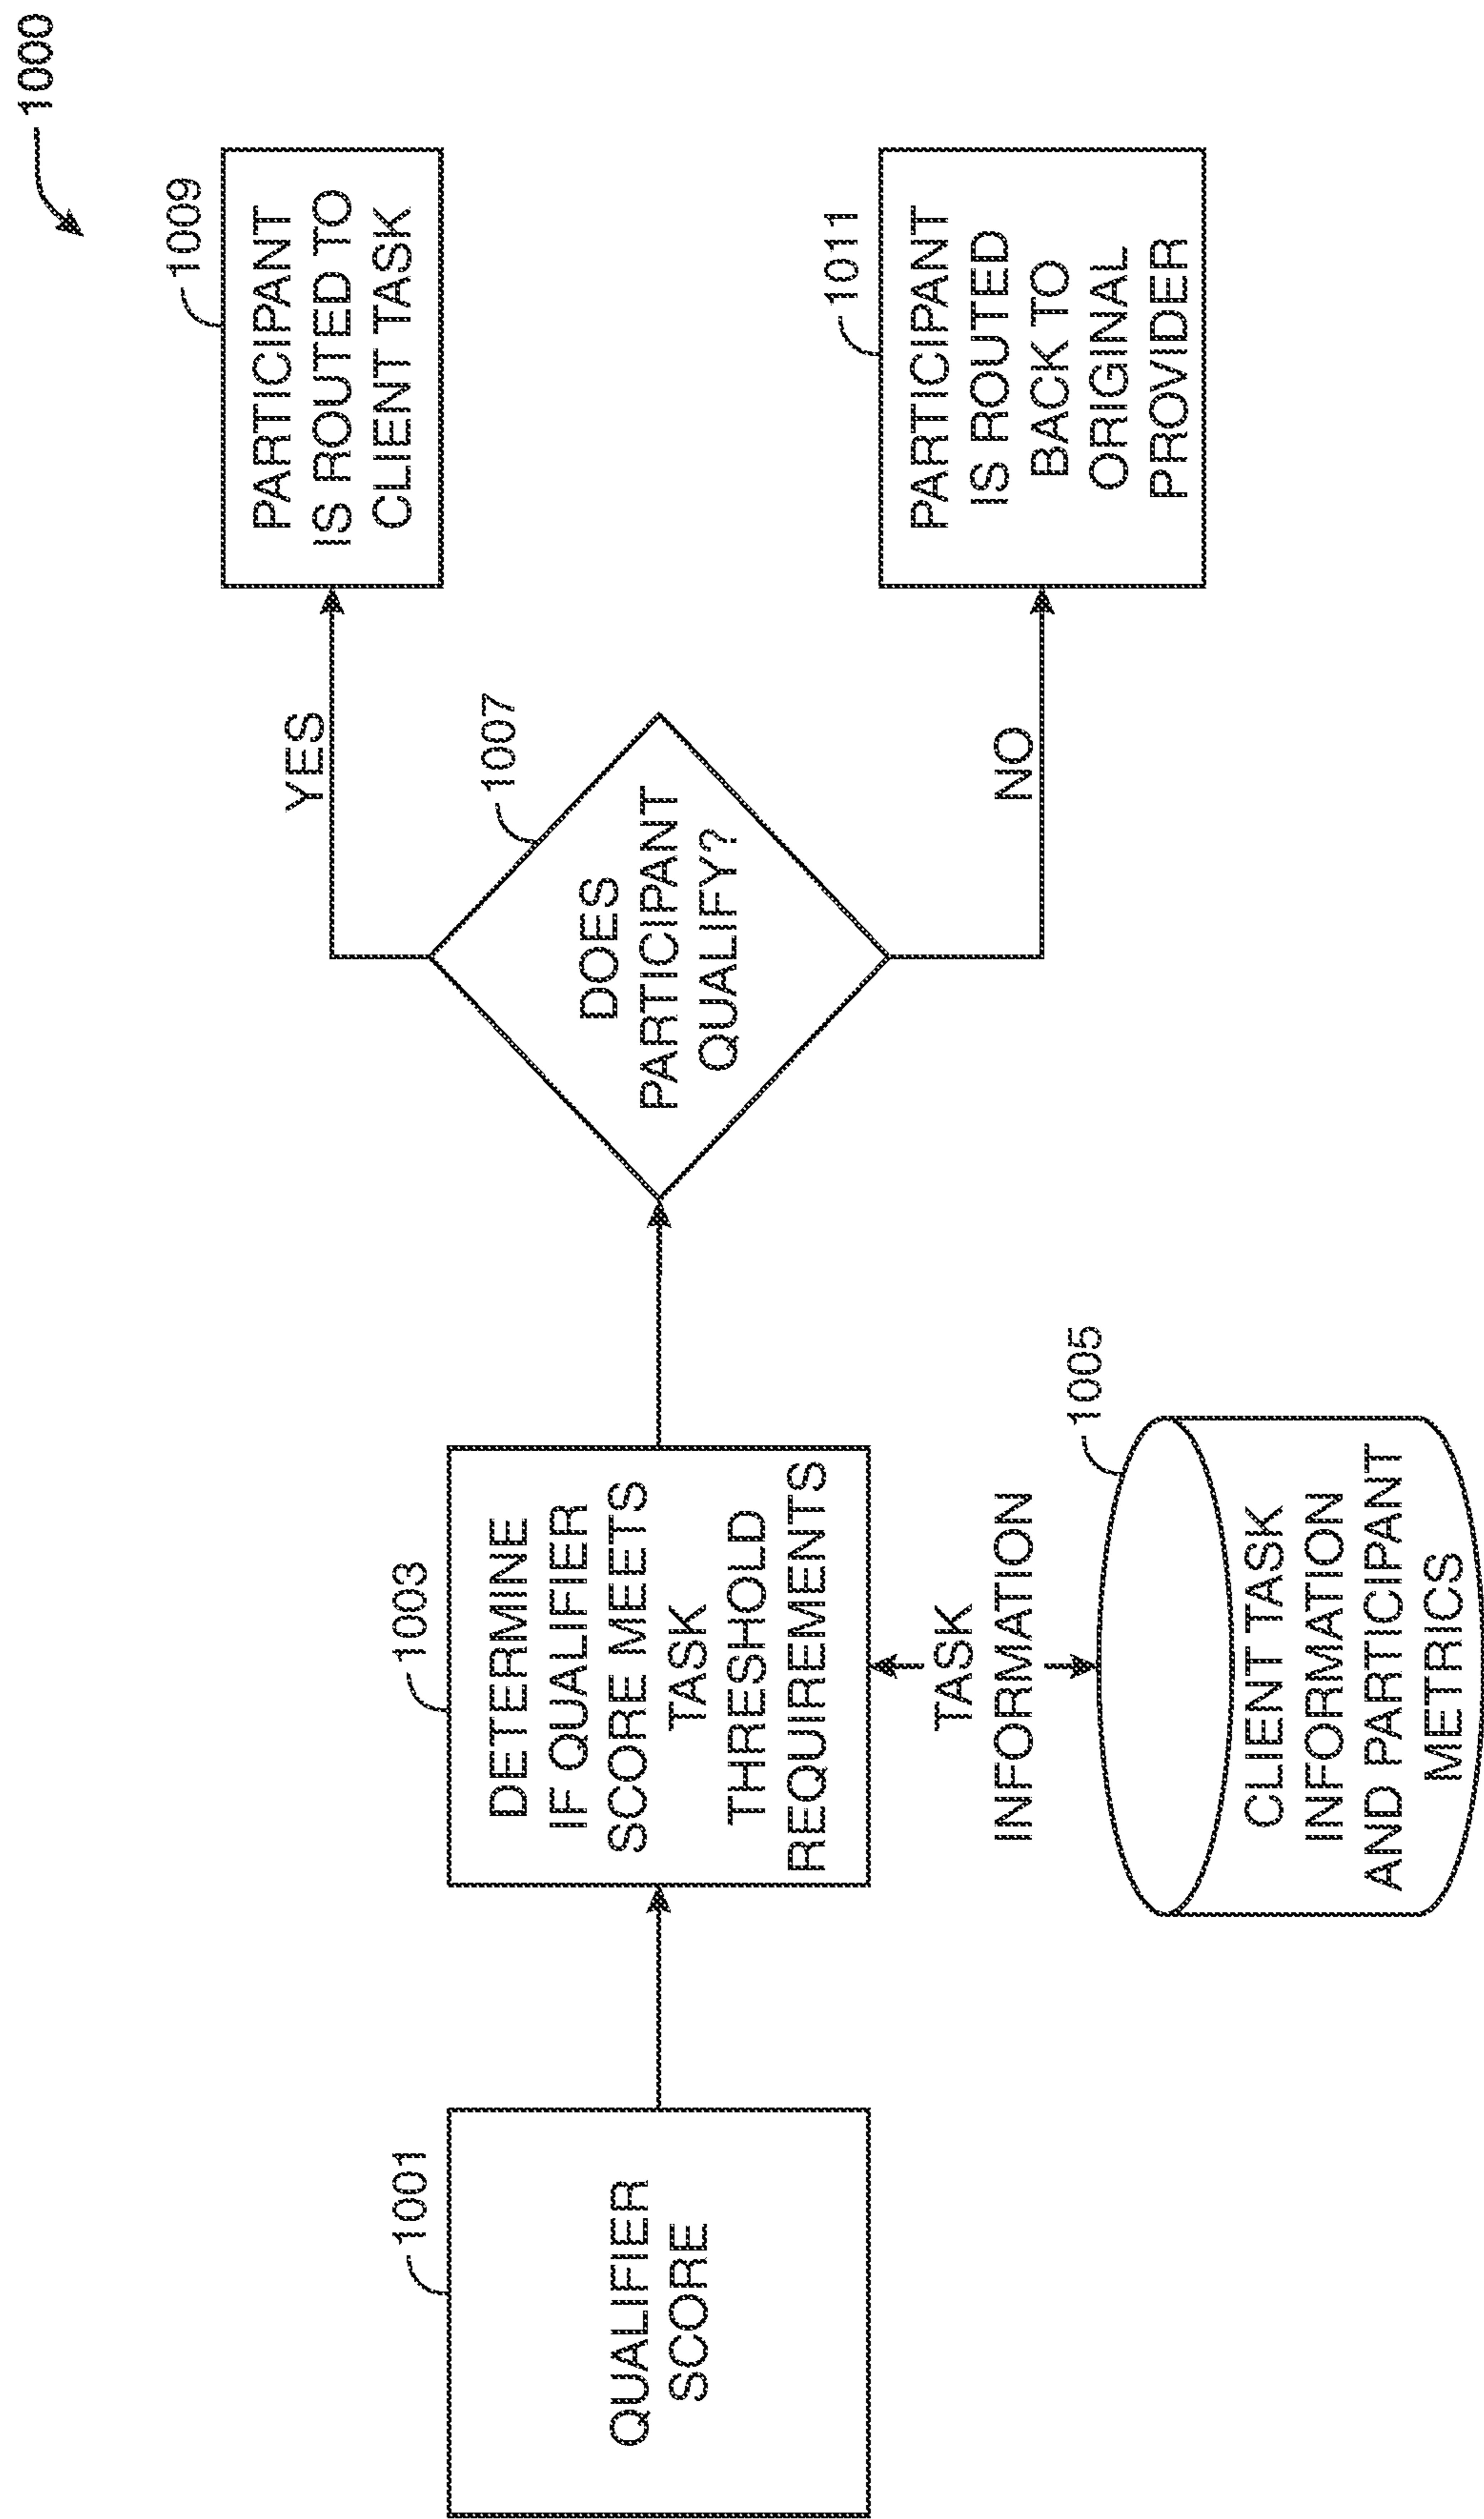 1000
1001
QUALIFIER
SCORE
1003
DETERMINE
IF QUALIFIER
SCORE MEETS
TASK
THRESHOLD
REQUIREMENTS
TASK
INFORMATION
1005
CLIENT TASK
INFORMATION
AND PARTICIPANT
METRICS
1007
DOES
PARTICIPANT
QUALIFY?
YES
1009
PARTICIPANT
IS ROUTED TO
CLIENT TASK
NO
1011
PARTICIPANT
IS ROUTED
BACK TO
ORIGINAL
PROVIDER